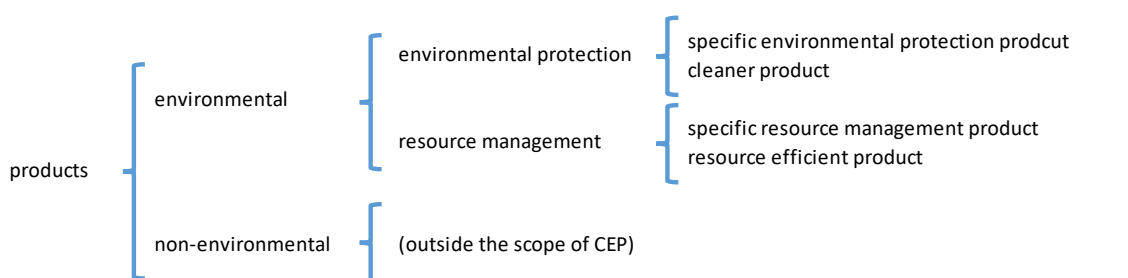 specific environmental protection prodcut
environmental protection
cleaner product
environmental
specific resource management product
resource management
resource efficient product
products
non-environmental
(outside the scope of CEP)